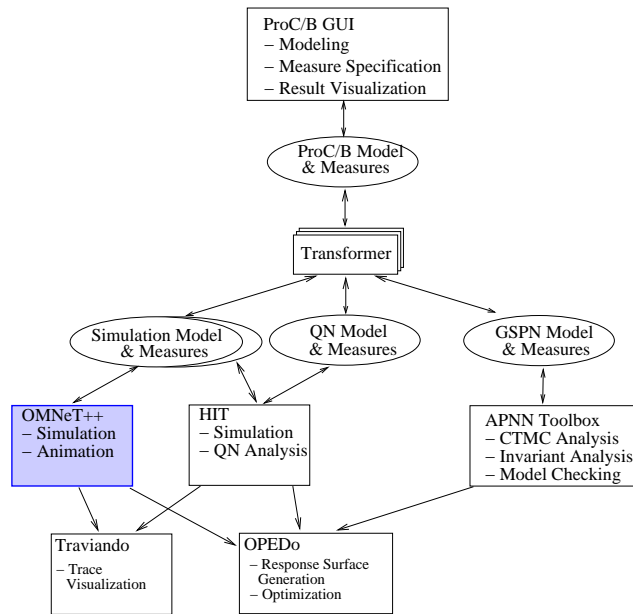 ProC/B GUI
– Modeling
– Measure Specification
– Result Visualization
ProC/B Model
& Measures
Transformer
Simulation Model
& Measures
QN Model
& Measures
GSPN Model
& Measures
OMNeT++
– Simulation
– Animation
HIT
– Simulation
– QN Analysis
APNN Toolbox
– CTMC Analysis
– Invariant Analysis
– Model Checking
Traviando
– Trace
Visualization
OPEDo
– Response Surface
Generation
– Optimization